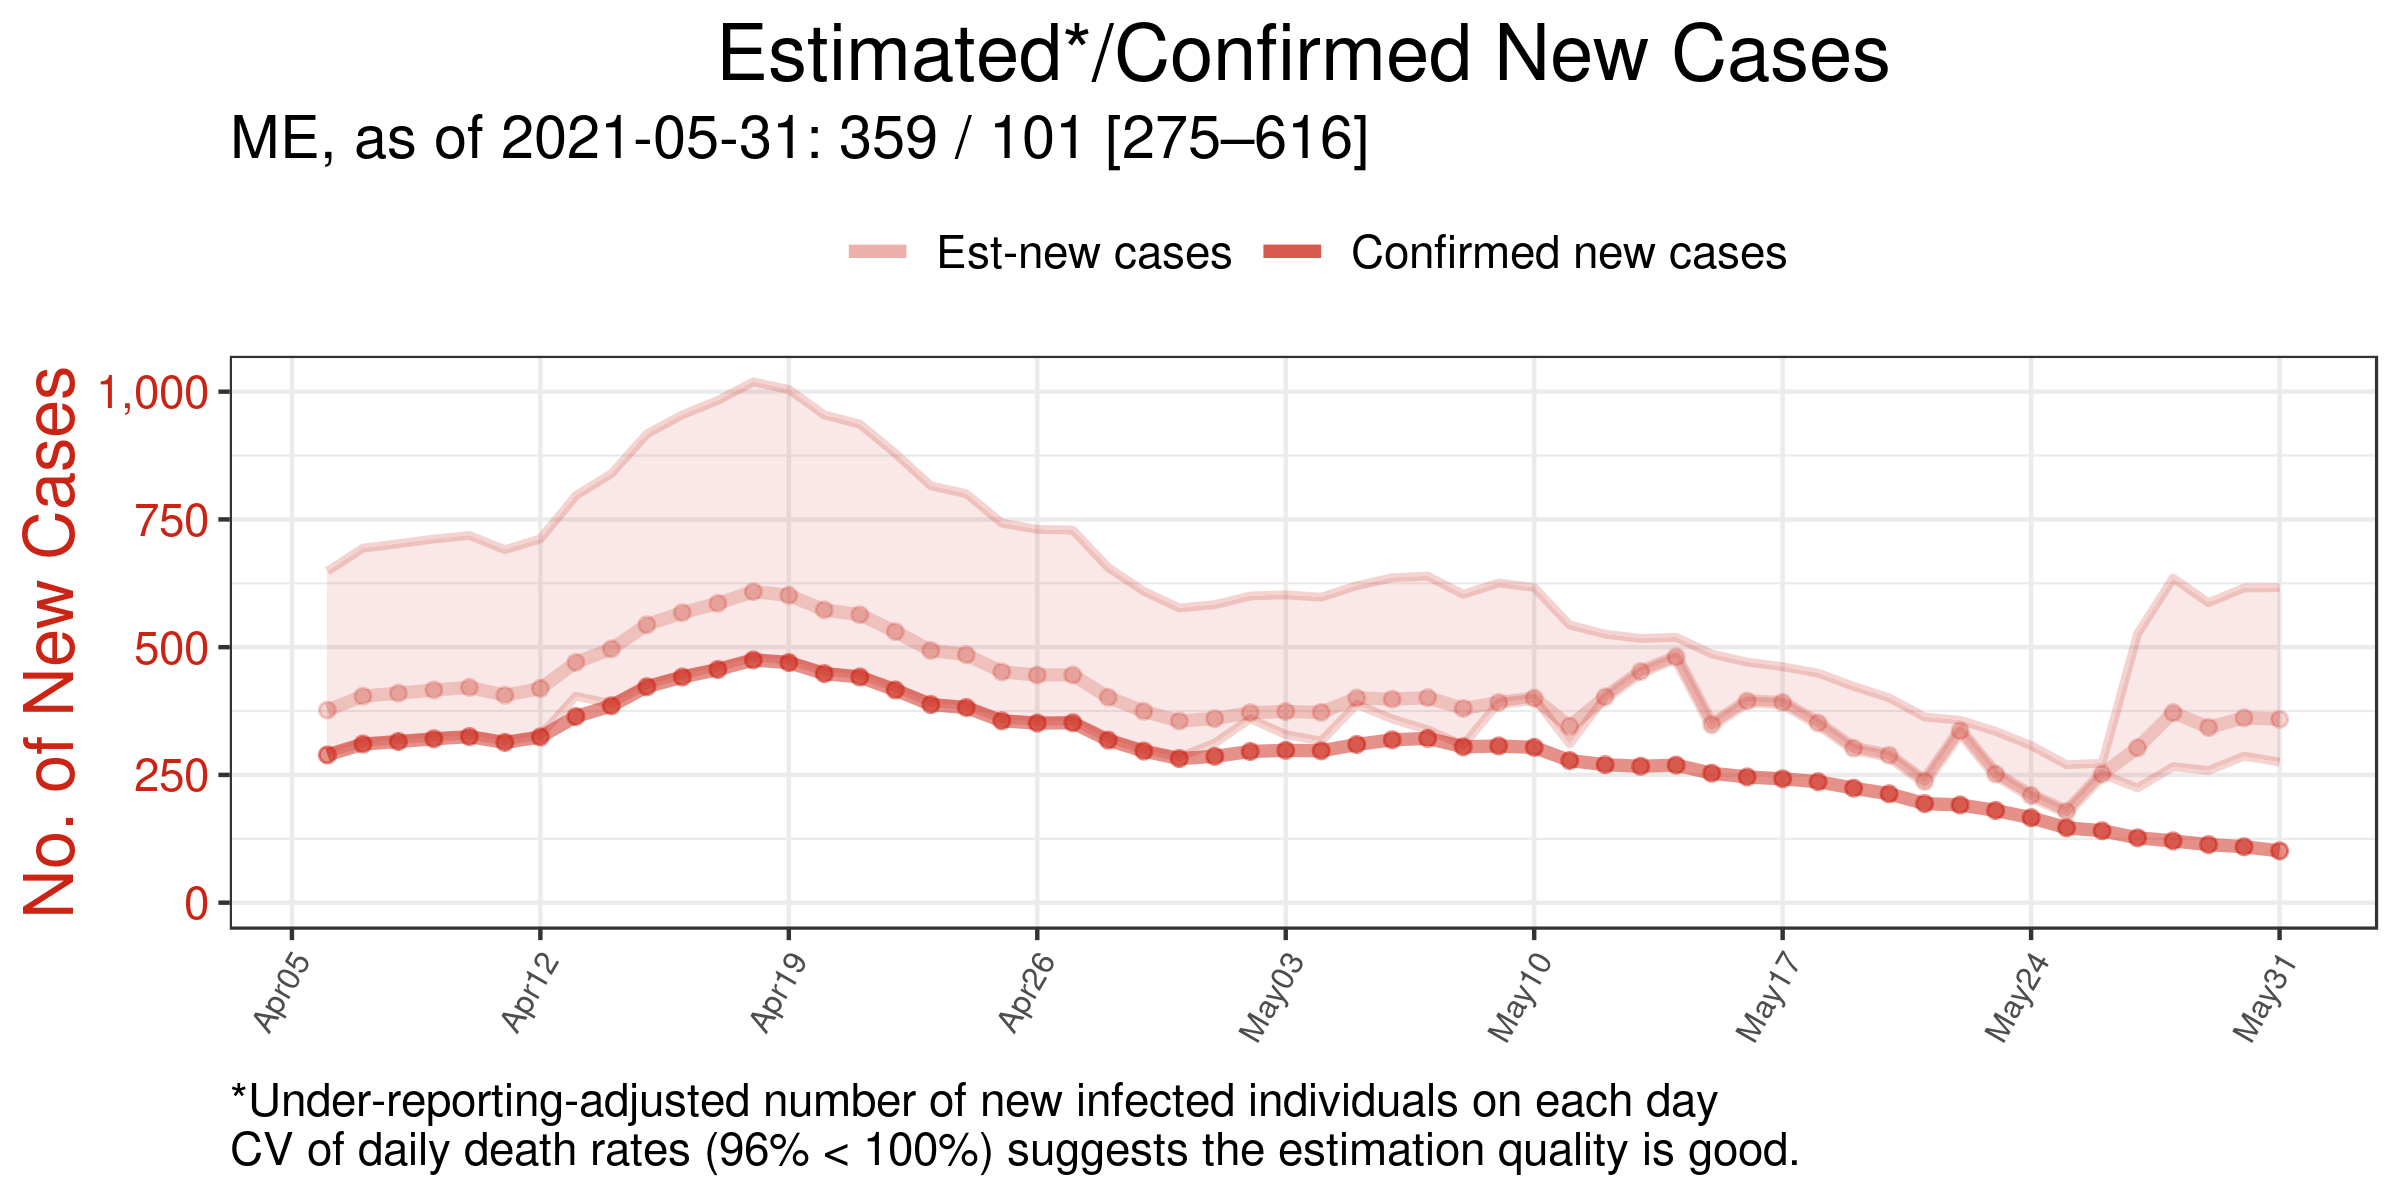 Estimated*/Confirmed New Cases
ME, as of 2021-05-31: 359 / 101 [275–616]
Est-new cases Confirmed new cases
No. of New Cases
1,000
750
500
250
0
Apr05 Apr12 Apr19 Apr26 May03 May10 May17 May24 May31
*Under-reporting-adjusted number of new infected individuals on each day
CV of daily death rates (96% < 100%) suggests the estimation quality is good.